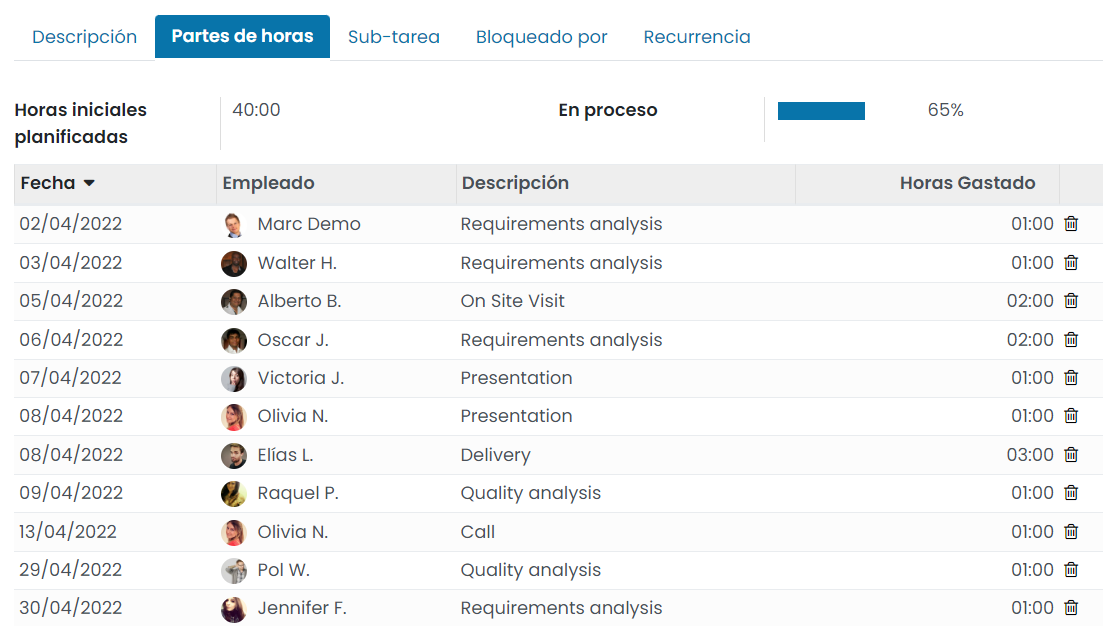 Descripción Partes de horas Sub-tarea Bloqueado por Recurrencia
Horas iniciales planificadas 40:00 En proceso 65%
Fecha Empleado Descripción Horas Gastado
02/04/2022 Marc Demo Requirements analysis 01:00
03/04/2022 Walter H. Requirements analysis 01:00
05/04/2022 Alberto B. On Site Visit 02:00
06/04/2022 Oscar J. Requirements analysis 02:00
07/04/2022 Victoria J. Presentation 01:00
08/04/2022 Olivia N. Presentation 01:00
08/04/2022 Elías L. Delivery 03:00
09/04/2022 Raquel P. Quality analysis 01:00
13/04/2022 Olivia N. Call 01:00
29/04/2022 Pol W. Quality analysis 01:00
30/04/2022 Jennifer F. Requirements analysis 01:00